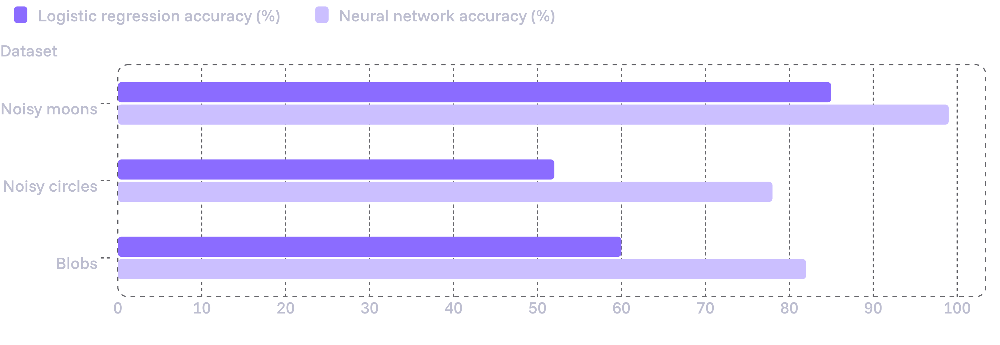 Logistic regression accuracy (%) Neural network accuracy (%)
Dataset
Noisy moons
Noisy circles
Blobs
0 10 20 30 40 50 60 70 80 90 100